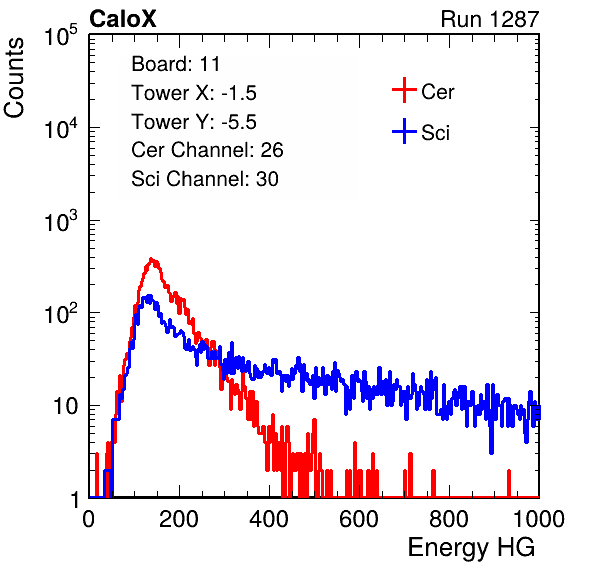 CaloX Run 1287
Counts
10^5
10^4
10^3
10^2
10
1
Board: 11
Tower X: -1.5
Tower Y: -5.5
Cer Channel: 26
Sci Channel: 30
Cer
Sci
0 200 400 600 800 1000
Energy HG